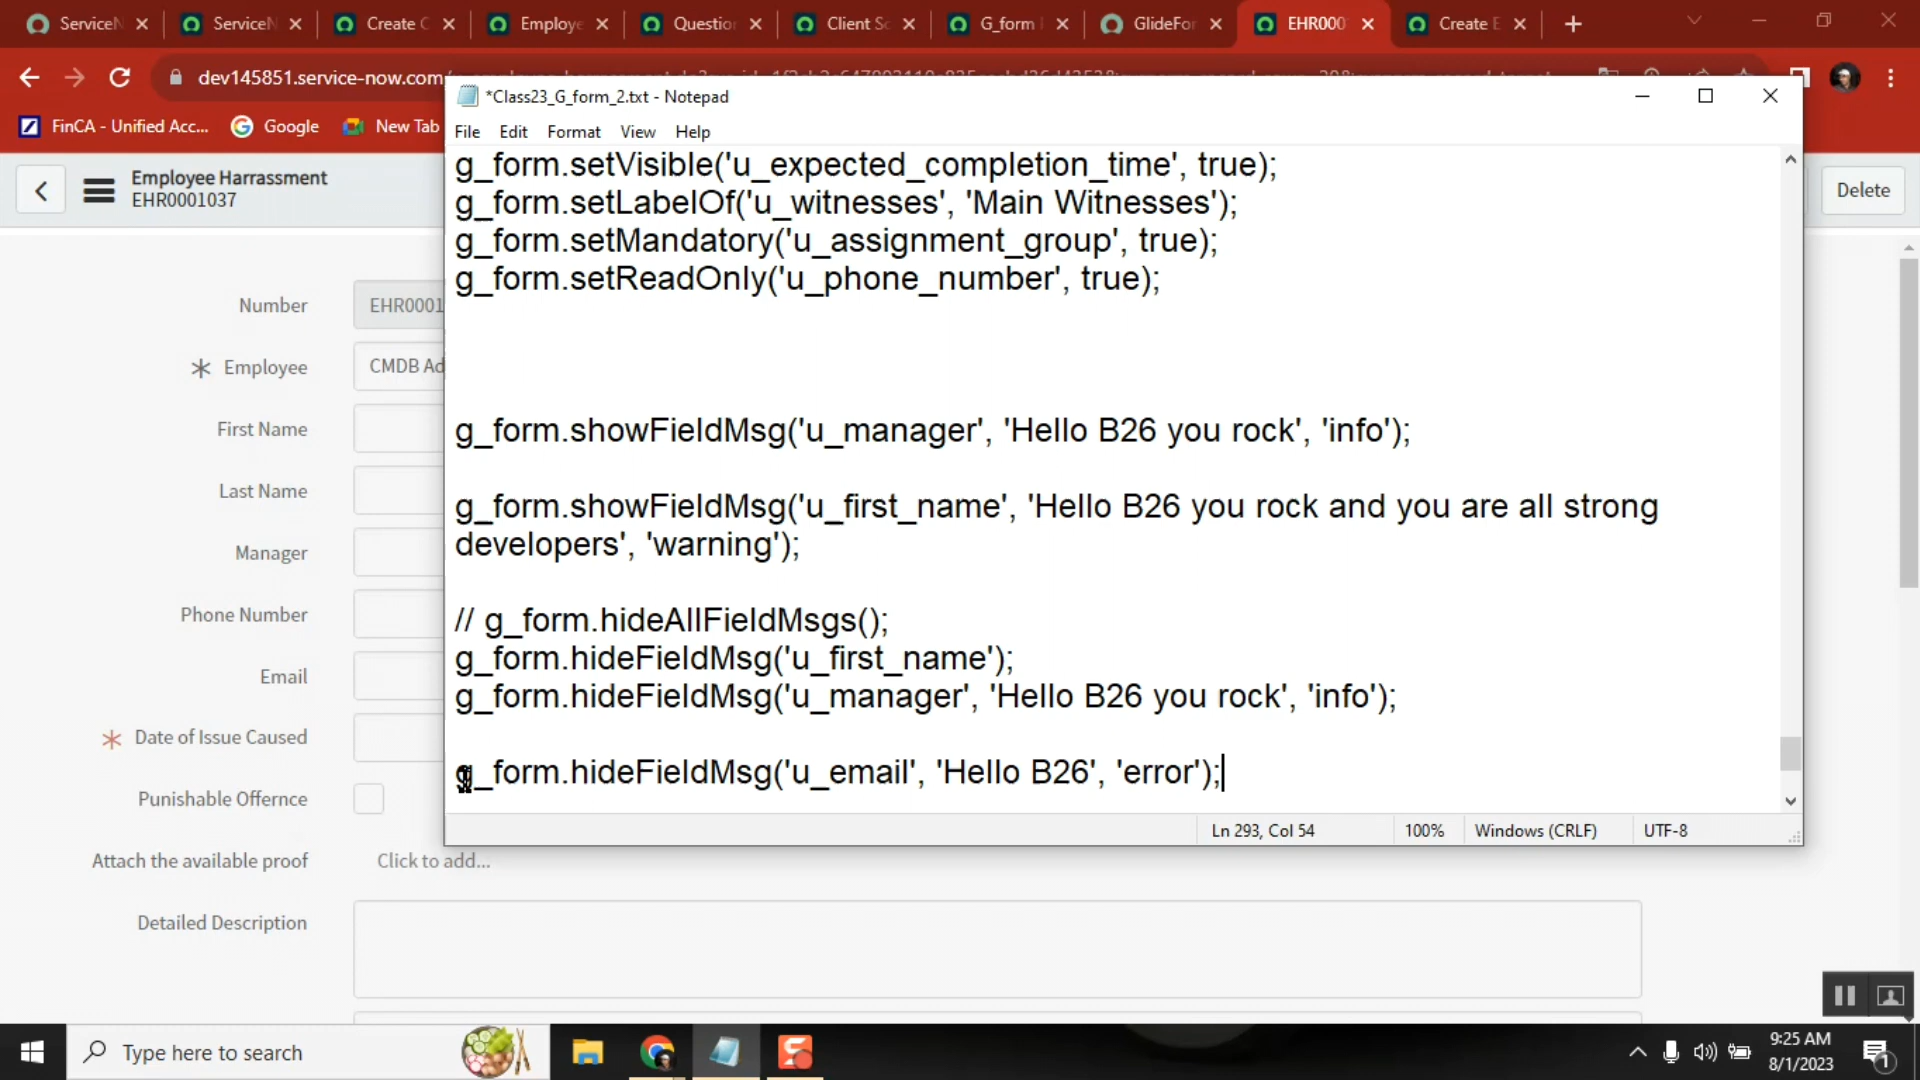 ServiceN
ServiceN
Create C
Employe
Question
Client Sc
G_form
GlideFor
EHR000
Create E
dev145851.service-now.com
*Class23_G_form_2.txt - Notepad
FinCA - Unified Acc...
Google
New Tab
File Edit Format View Help
Employee Harrassment
EHR0001037
Delete
g_form.setVisible('u_expected_completion_time', true);
g_form.setLabelOf('u_witnesses', 'Main Witnesses');
g_form.setMandatory('u_assignment_group', true);
g_form.setReadOnly('u_phone_number', true);
g_form.showFieldMsg('u_manager', 'Hello B26 you rock', 'info');
g_form.showFieldMsg('u_first_name', 'Hello B26 you rock and you are all strong
developers', 'warning');
// g_form.hideAllFieldMsgs();
g_form.hideFieldMsg('u_first_name');
g_form.hideFieldMsg('u_manager', 'Hello B26 you rock', 'info');
g_form.hideFieldMsg('u_email', 'Hello B26', 'error');
Ln 293, Col 54
100%
Windows (CRLF)
UTF-8
Number
EHR0001
Employee
CMDB Ad
First Name
Last Name
Manager
Phone Number
Email
Date of Issue Caused
Punishable Offernce
Attach the available proof
Click to add...
Detailed Description
Type here to search
9:25 AM
8/1/2023
1